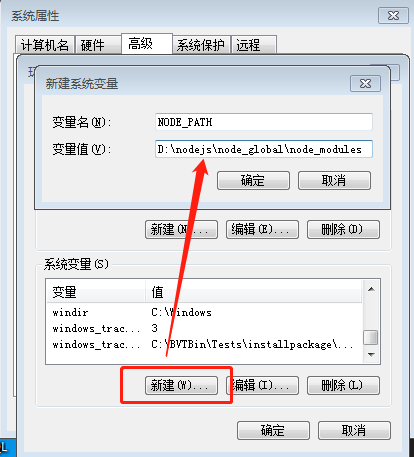 系统属性
计算机名 硬件 高级 系统保护 远程
新建系统变量
变量名(N): NODE_PATH
变量值(V): D:\nodejs\node_global\node_modules
确定 取消
新建(N)... 编辑(E)... 删除(D)
系统变量(S)
变量 值
windir C:\Windows
windows_trac... 3
windows_trac... C:\BVTBin\Tests\installpackage\...
新建(W)... 编辑(I)... 删除(L)
确定 取消